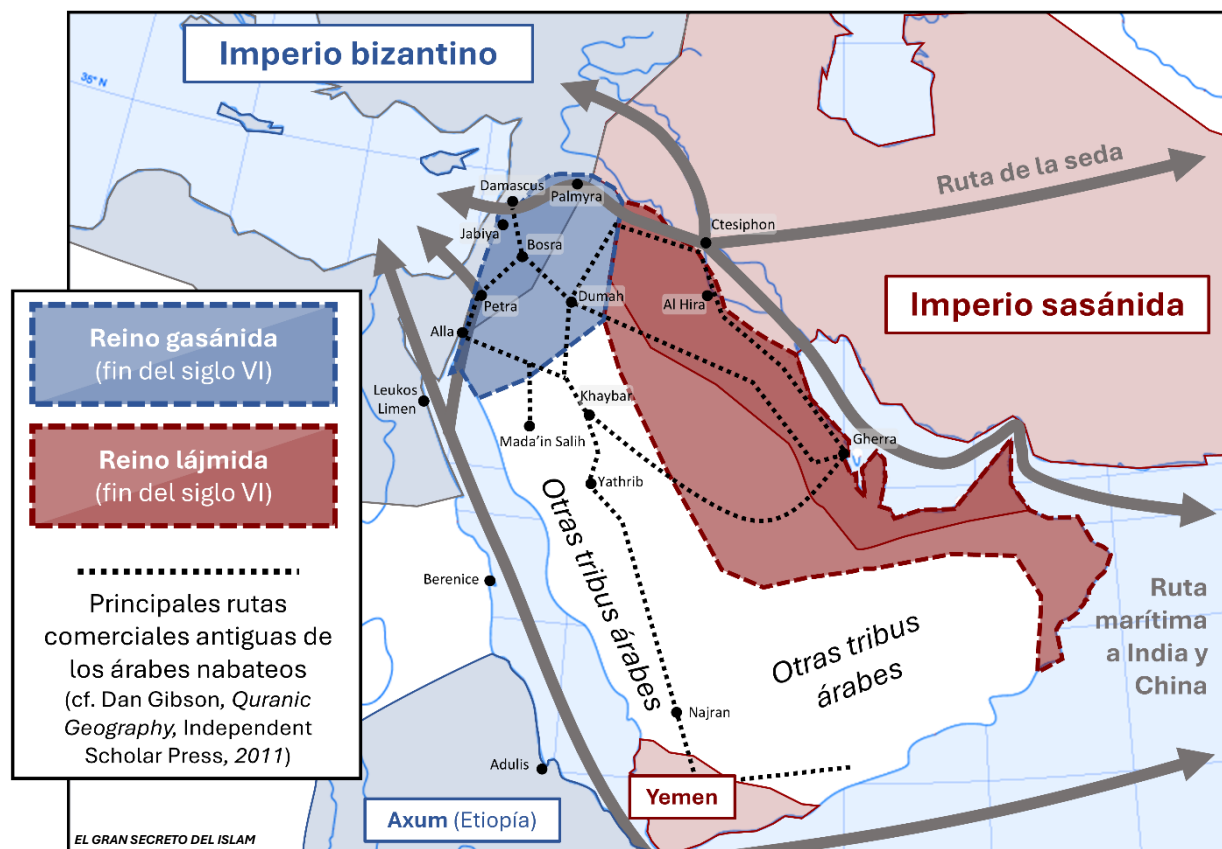 Imperio bizantino
35° N
Ruta de la seda
Damascus
Palmyra
Jabiya
Ctesiphon
Bosra
Imperio sasánida
Petra
Dumah
Al Hira
Alla
Reino gasánida
(fin del siglo VI)
Leukos
Limen
Khaybar
Mada’in Salih
Gherra
Reino lájmida
(fin del siglo VI)
Yathrib
Otras tribus árabes
Berenice
Principales rutas
comerciales antiguas de
los árabes nabateos
(cf. Dan Gibson, Quranic
Geography, Independent
Scholar Press, 2011)
Ruta
marítima
a India y
China
Otras tribus
árabes
Najran
Adulis
Yemen
Axum (Etiopía)
EL GRAN SECRETO DEL ISLAM